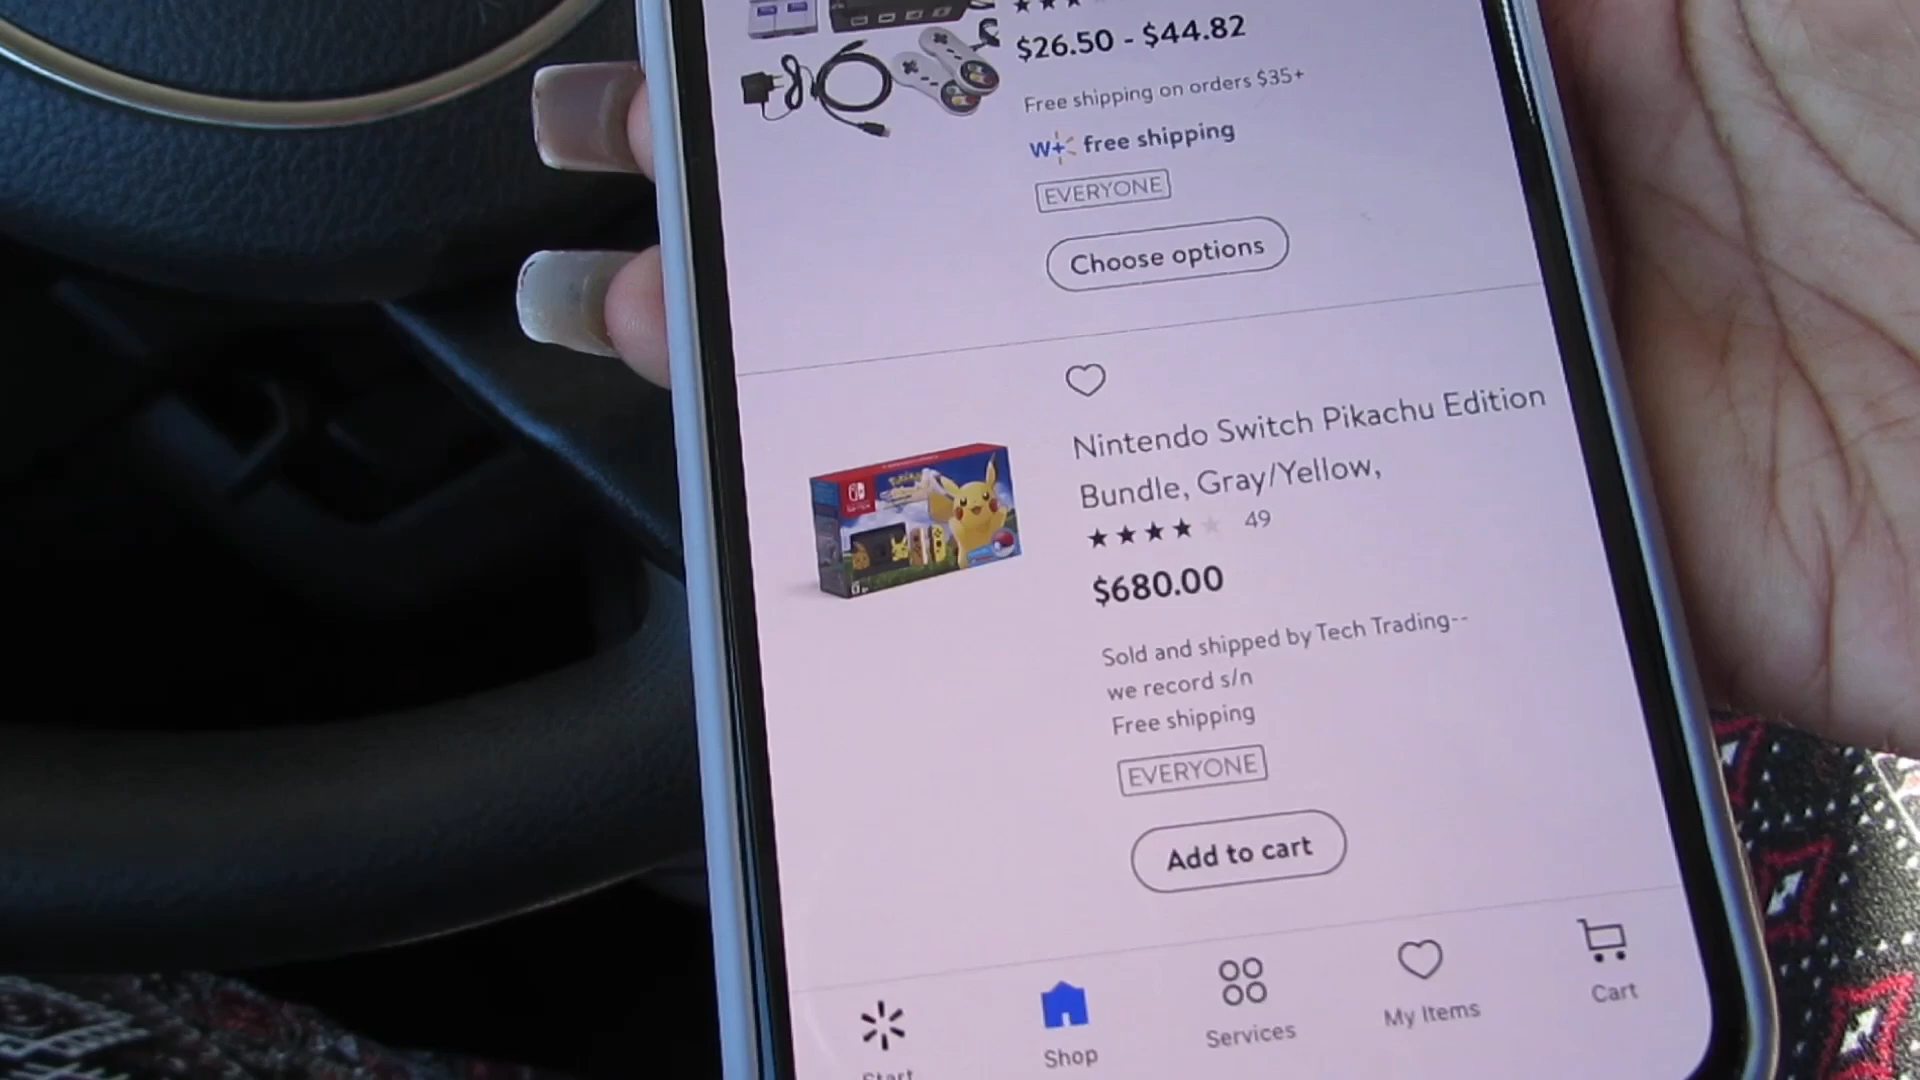 $26.50 - $44.82
Free shipping on orders $35+
W+ free shipping
EVERYONE
Choose options
Nintendo Switch Pikachu Edition
Bundle, Gray/Yellow,
49
$680.00
Sold and shipped by Tech Trading--
we record s/n
Free shipping
EVERYONE
Add to cart
Start
Shop
Services
My Items
Cart